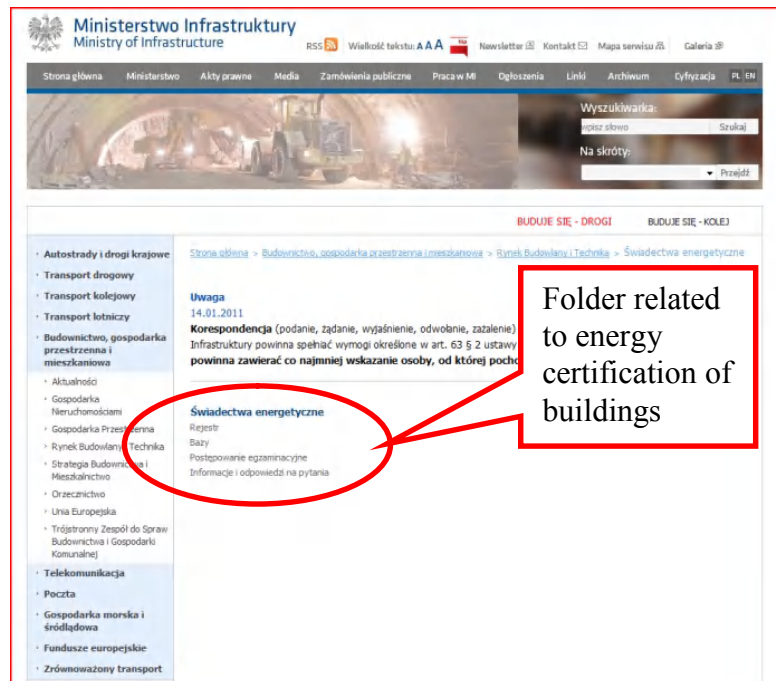 Ministerstwo Infrastruktury
Ministry of Infrastructure
RSS Wielkość tekstu: A A A Newsletter Kontakt Mapa serwisu Galeria
Strona główna Ministerstwo Akty prawne Media Zamówienia publiczne Praca w MI Ogłoszenia Linki Archiwum Cyfryzacja PL EN
Wyszukiwarka:
wpisz słowo Szukaj
Na skróty:
Przejdź
BUDUJE SIĘ - DROGI BUDUJE SIĘ - KOLEJ
Autostrady i drogi krajowe
Transport drogowy
Transport kolejowy
Transport lotniczy
Budownictwo, gospodarka
przestrzenna i
mieszkaniowa
Aktualności
Gospodarka
Nieruchomościami
Gospodarka Przestrzenna
Rynek Budowlany i Technika
Strategia Budownictwa i
Mieszkalnictwo
Orzecznictwo
Unia Europejska
Trójstronny Zespół do Spraw
Budownictwa i Gospodarki
Komunalnej
Telekomunikacja
Poczta
Gospodarka morska i
śródlądowa
Fundusze europejskie
Zrównoważony transport
Strona główna > Budownictwo, gospodarka przestrzenna i mieszkaniowa > Rynek Budowlany i Technika > Świadectwa energetyczne
Uwaga
14.01.2011
Korespondencja (podanie, żądanie, wyjaśnienie, odwołanie, zażalenie)
Infrastruktury powinna spełniać wymogi określone w art. 63 § 2 ustawy
powinna zawierać co najmniej wskazanie osoby, od której
Świadectwa energetyczne
Rejestr
Bazy
Postępowanie egzaminacyjne
Informacje i odpowiedzi na pytania
Folder related
to energy
certification of
buildings